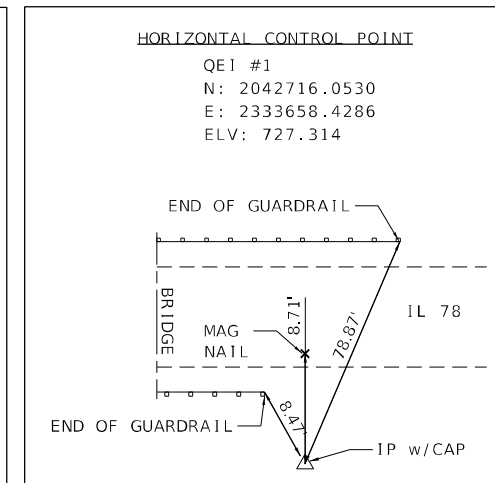 HORIZONTAL CONTROL POINT
QEI #1
N: 2042716.0530
E: 2333658.4286
ELV: 727.314
END OF GUARDRAIL
BRIDGE
8.71'
IL 78
MAG
NAIL
78.87'
8.47'
END OF GUARDRAIL
IP w/CAP